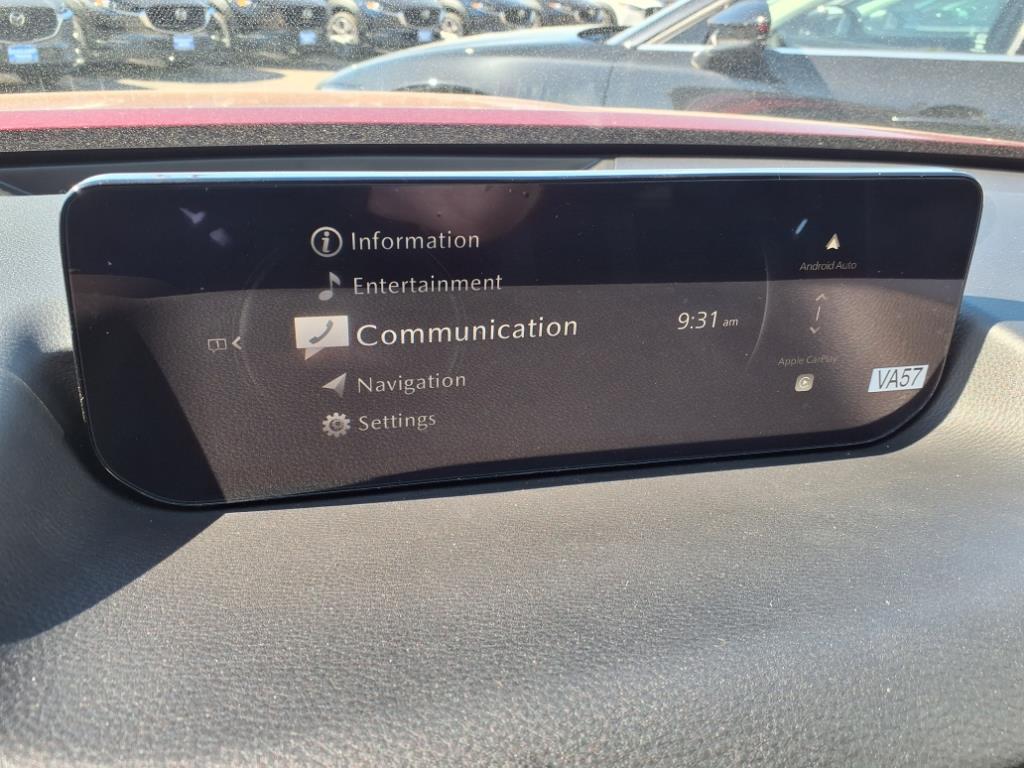 Information
Entertainment
Communication
Navigation
Settings
9:31 am
Android Auto
Apple CarPlay
VA57